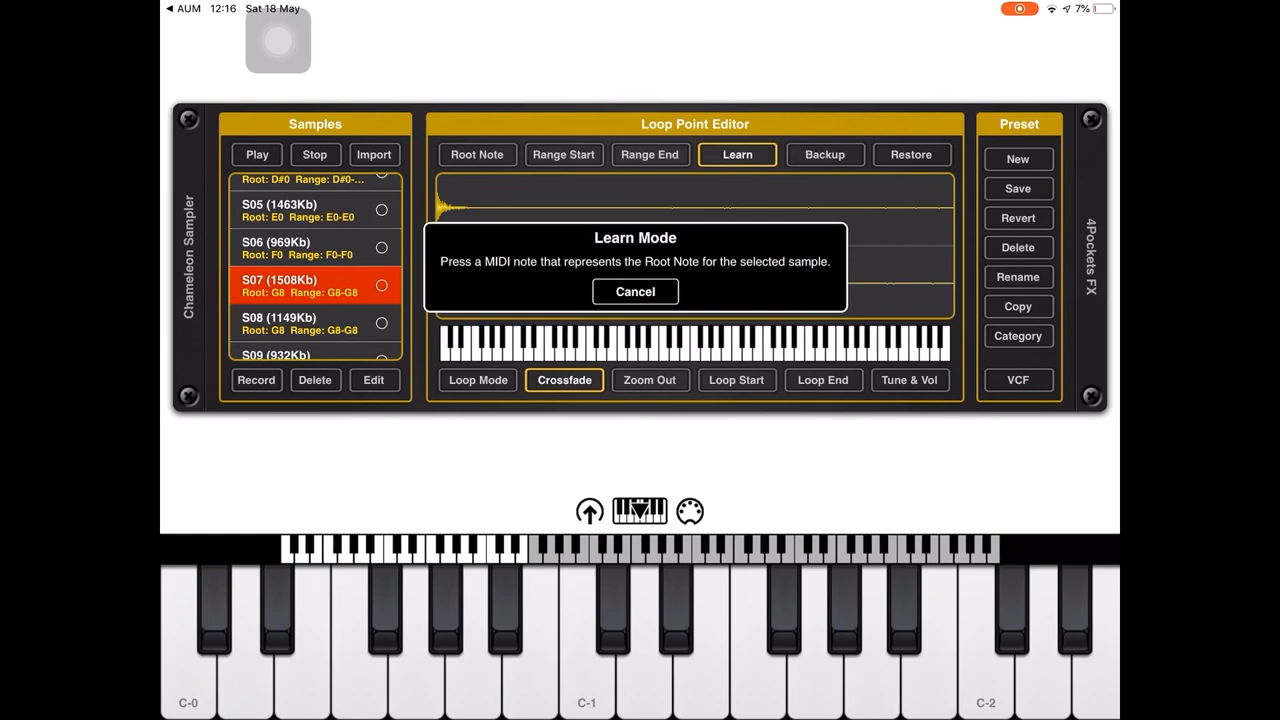 AUM 12:16 Sat 18 May 7%
Samples
Loop Point Editor
Preset
Play Stop Import
Root Note Range Start Range End Learn Backup Restore
New
Save
Revert
Delete
Rename
Copy
Category
VCF
Root: D#0 Range: D#0-...
S05 (1463Kb)
Root: E0 Range: E0-E0
S06 (969Kb)
Root: F0 Range: F0-F0
S07 (1508Kb)
Root: G8 Range: G8-G8
S08 (1149Kb)
Root: G8 Range: G8-G8
S09 (932Kb)
Learn Mode
Press a MIDI note that represents the Root Note for the selected sample.
Cancel
Record Delete Edit
Loop Mode Crossfade Zoom Out Loop Start Loop End Tune & Vol
Chameleon Sampler
4Pockets FX
C-0 C-1 C-2